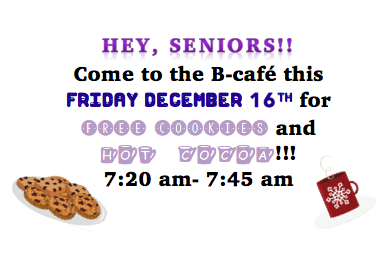 HEY, SENIORS!!
Come to the B-café this
FRIDAY DECEMBER 16TH for
FREE COOKIES and
HOT COCOA!!!
7:20 am- 7:45 am